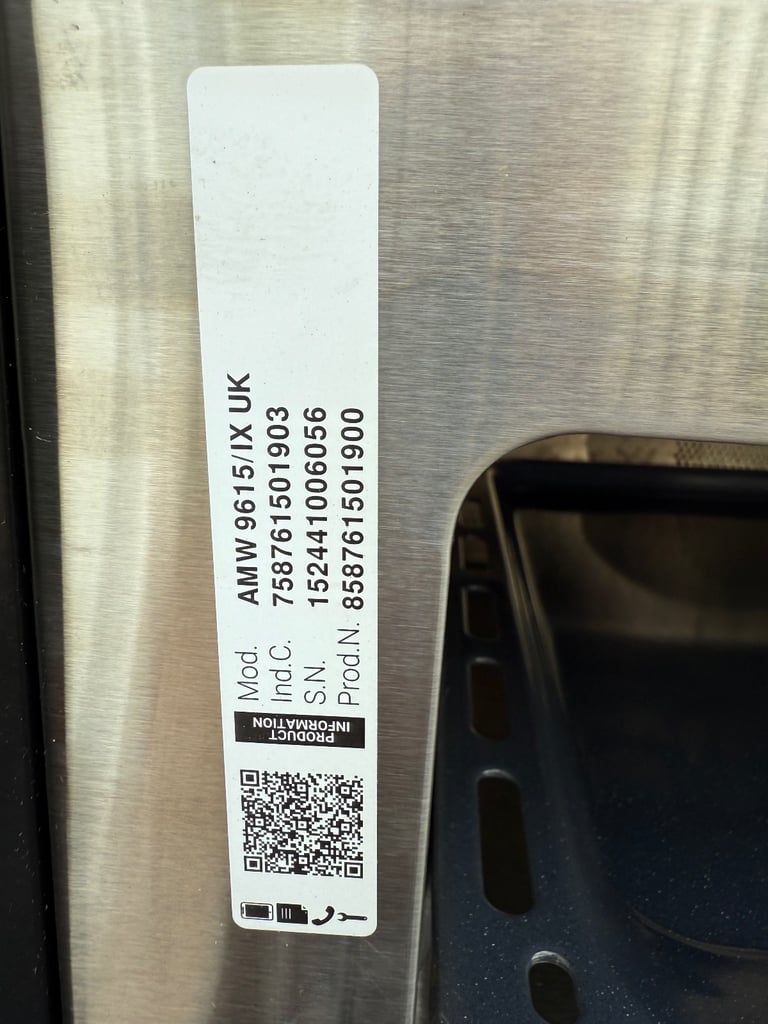 PRODUCT
INFORMATION
Mod. AMW 9615/IX UK
Ind.C. 758761501903
S.N. 152441006056
Prod.N. 858761501900